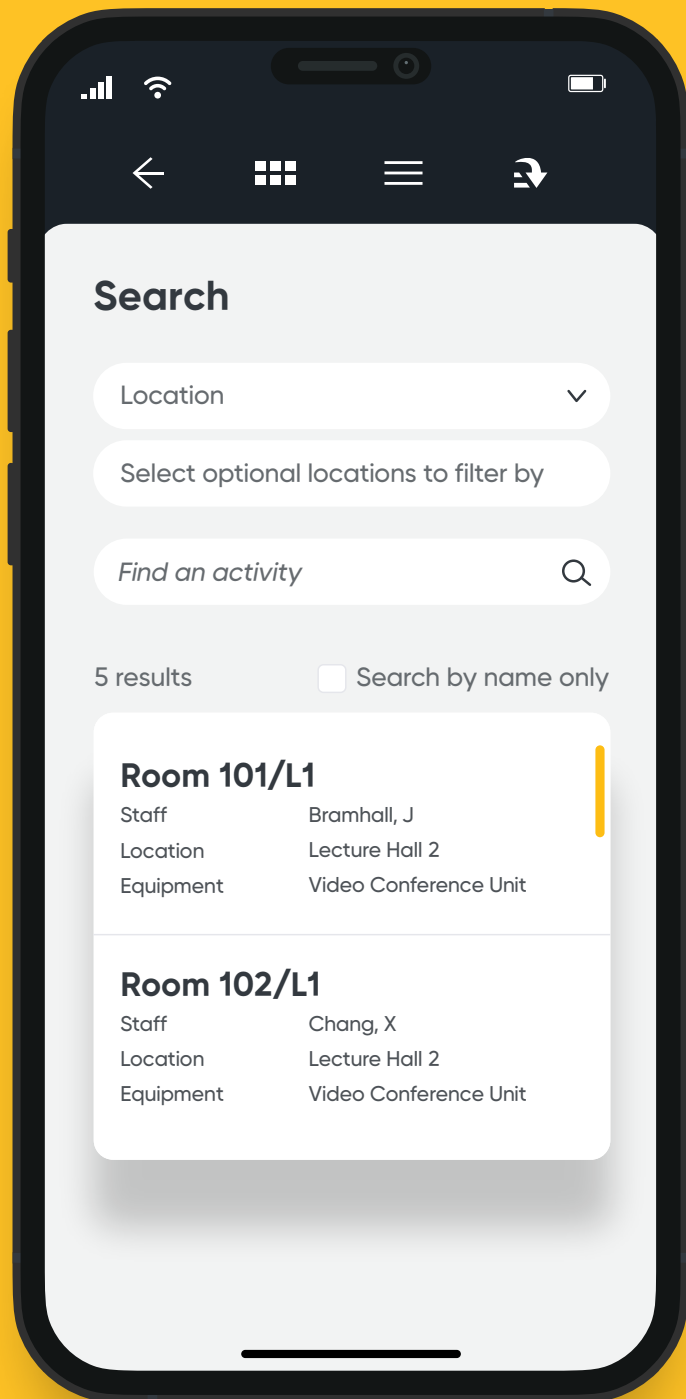 Search
Location
Select optional locations to filter by
Find an activity
5 results Search by name only
Room 101/L1
Staff Bramhall, J
Location Lecture Hall 2
Equipment Video Conference Unit
Room 102/L1
Staff Chang, X
Location Lecture Hall 2
Equipment Video Conference Unit